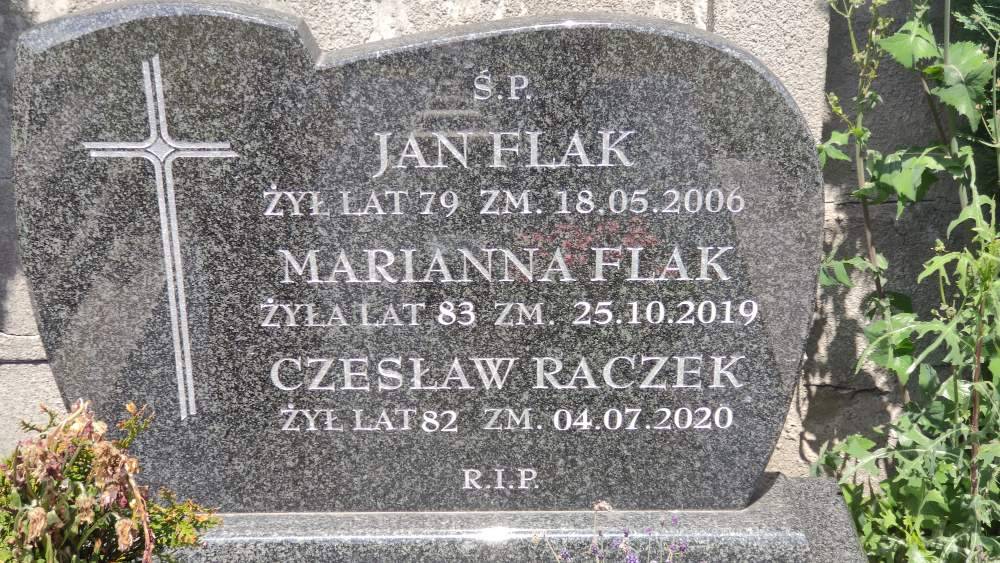 Ś.P.
JAN FLAK
ŻYŁ LAT 79 ZM. 18.05.2006
MARIANNA FLAK
ŻYŁA LAT 83 ZM. 25.10.2019
CZESŁAW RACZEK
ŻYŁ LAT 82 ZM. 04.07.2020
R.I.P.